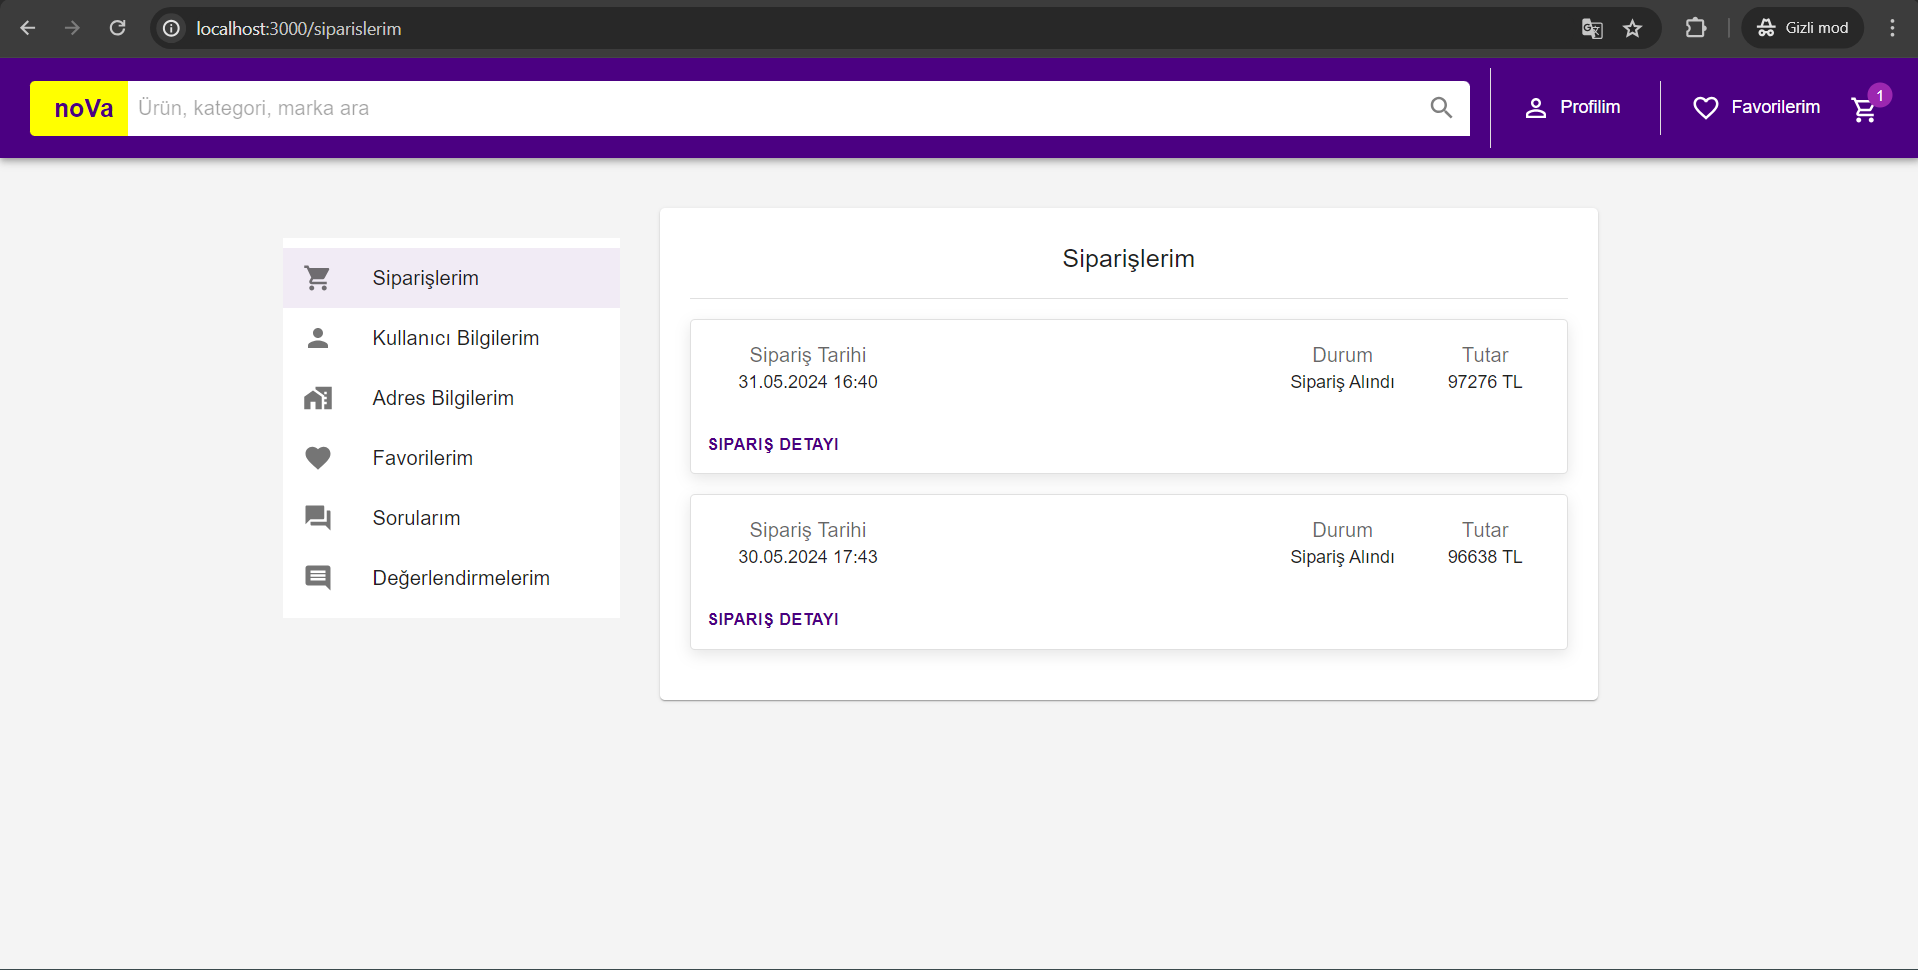 localhost:3000/siparislerim
Gizli mod
noVa
Ürün, kategori, marka ara
Profilim
Favorilerim
1
Siparişlerim
Kullanıcı Bilgilerim
Adres Bilgilerim
Favorilerim
Sorularım
Değerlendirmelerim
Siparişlerim
Sipariş Tarihi Durum Tutar
31.05.2024 16:40 Sipariş Alındı 97276 TL
SIPARIŞ DETAYI
Sipariş Tarihi Durum Tutar
30.05.2024 17:43 Sipariş Alındı 96638 TL
SIPARIŞ DETAYI